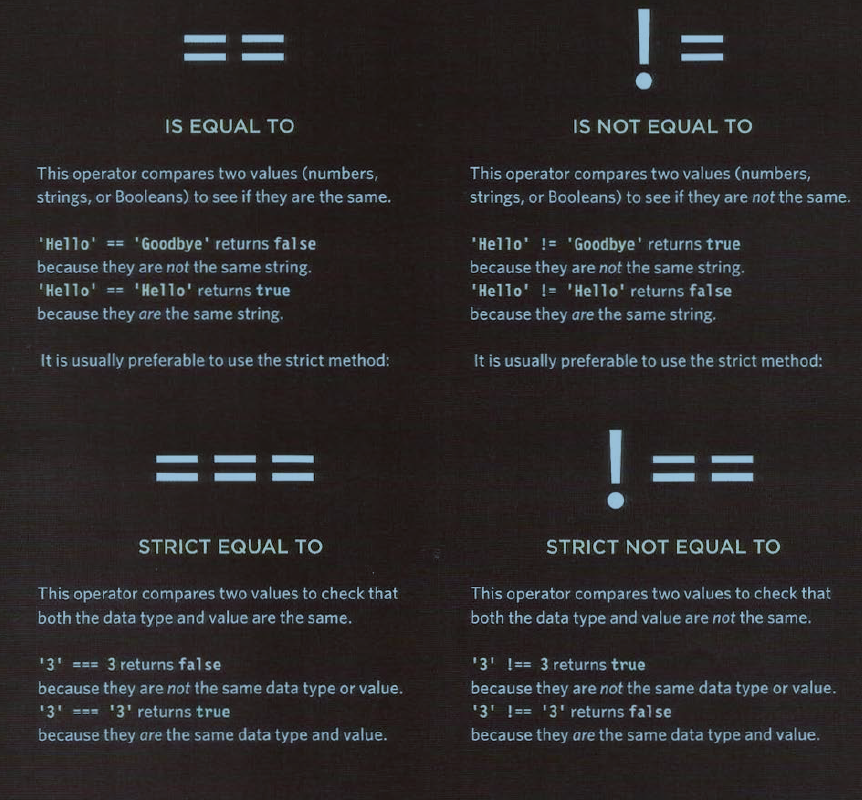 ==
IS EQUAL TO
This operator compares two values (numbers,
strings, or Booleans) to see if they are the same.
'Hello' == 'Goodbye' returns false
because they are not the same string.
'Hello' == 'Hello' returns true
because they are the same string.
It is usually preferable to use the strict method:
!=
IS NOT EQUAL TO
This operator compares two values (numbers,
strings, or Booleans) to see if they are not the same.
'Hello' != 'Goodbye' returns true
because they are not the same string.
'Hello' != 'Hello' returns false
because they are the same string.
It is usually preferable to use the strict method:
===
STRICT EQUAL TO
This operator compares two values to check that
both the data type and value are the same.
'3' === 3 returns false
because they are not the same data type or value.
'3' === '3' returns true
because they are the same data type and value.
!==
STRICT NOT EQUAL TO
This operator compares two values to check that
both the data type and value are not the same.
'3' !== 3 returns true
because they are not the same data type or value.
'3' !== '3' returns false
because they are the same data type and value.